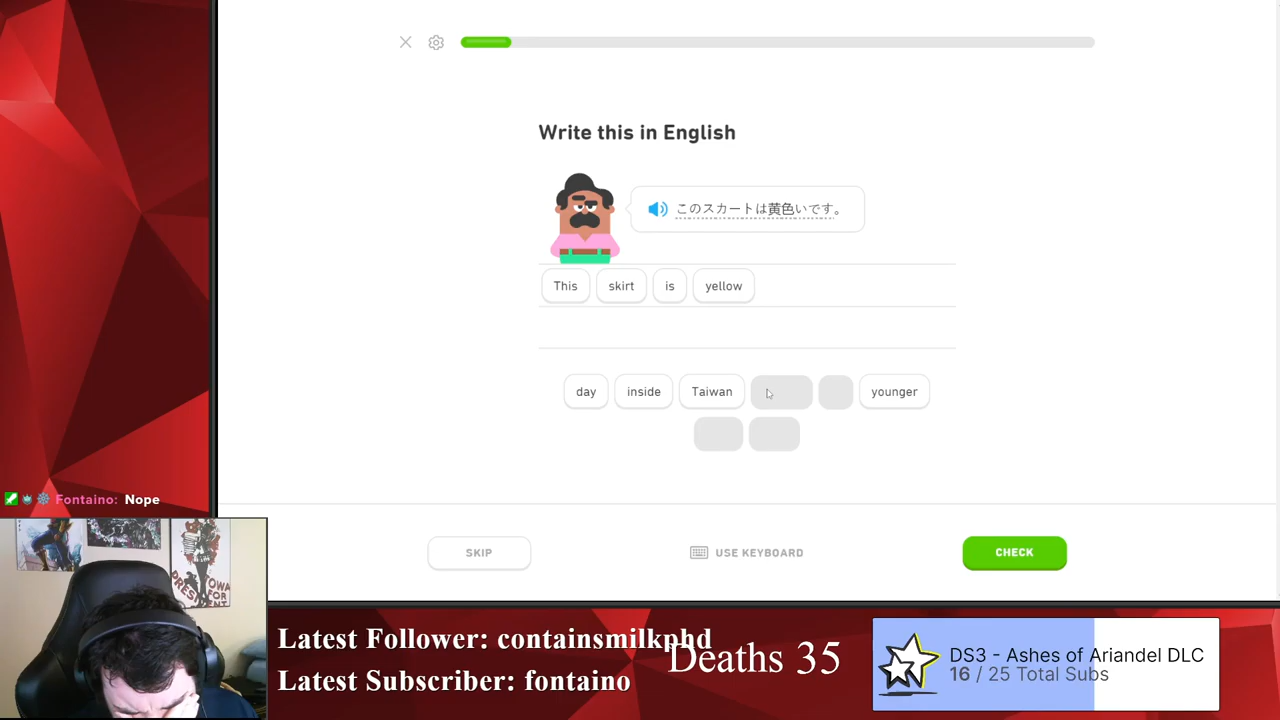 Write this in English
このスカートは黄色いです。
This skirt is yellow
day inside Taiwan younger
Fontaino: Nope
SKIP
USE KEYBOARD
CHECK
Latest Follower: containsmilkphd
Latest Subscriber: fontaino
Deaths 35
DS3 - Ashes of Ariandel DLC
16 / 25 Total Subs